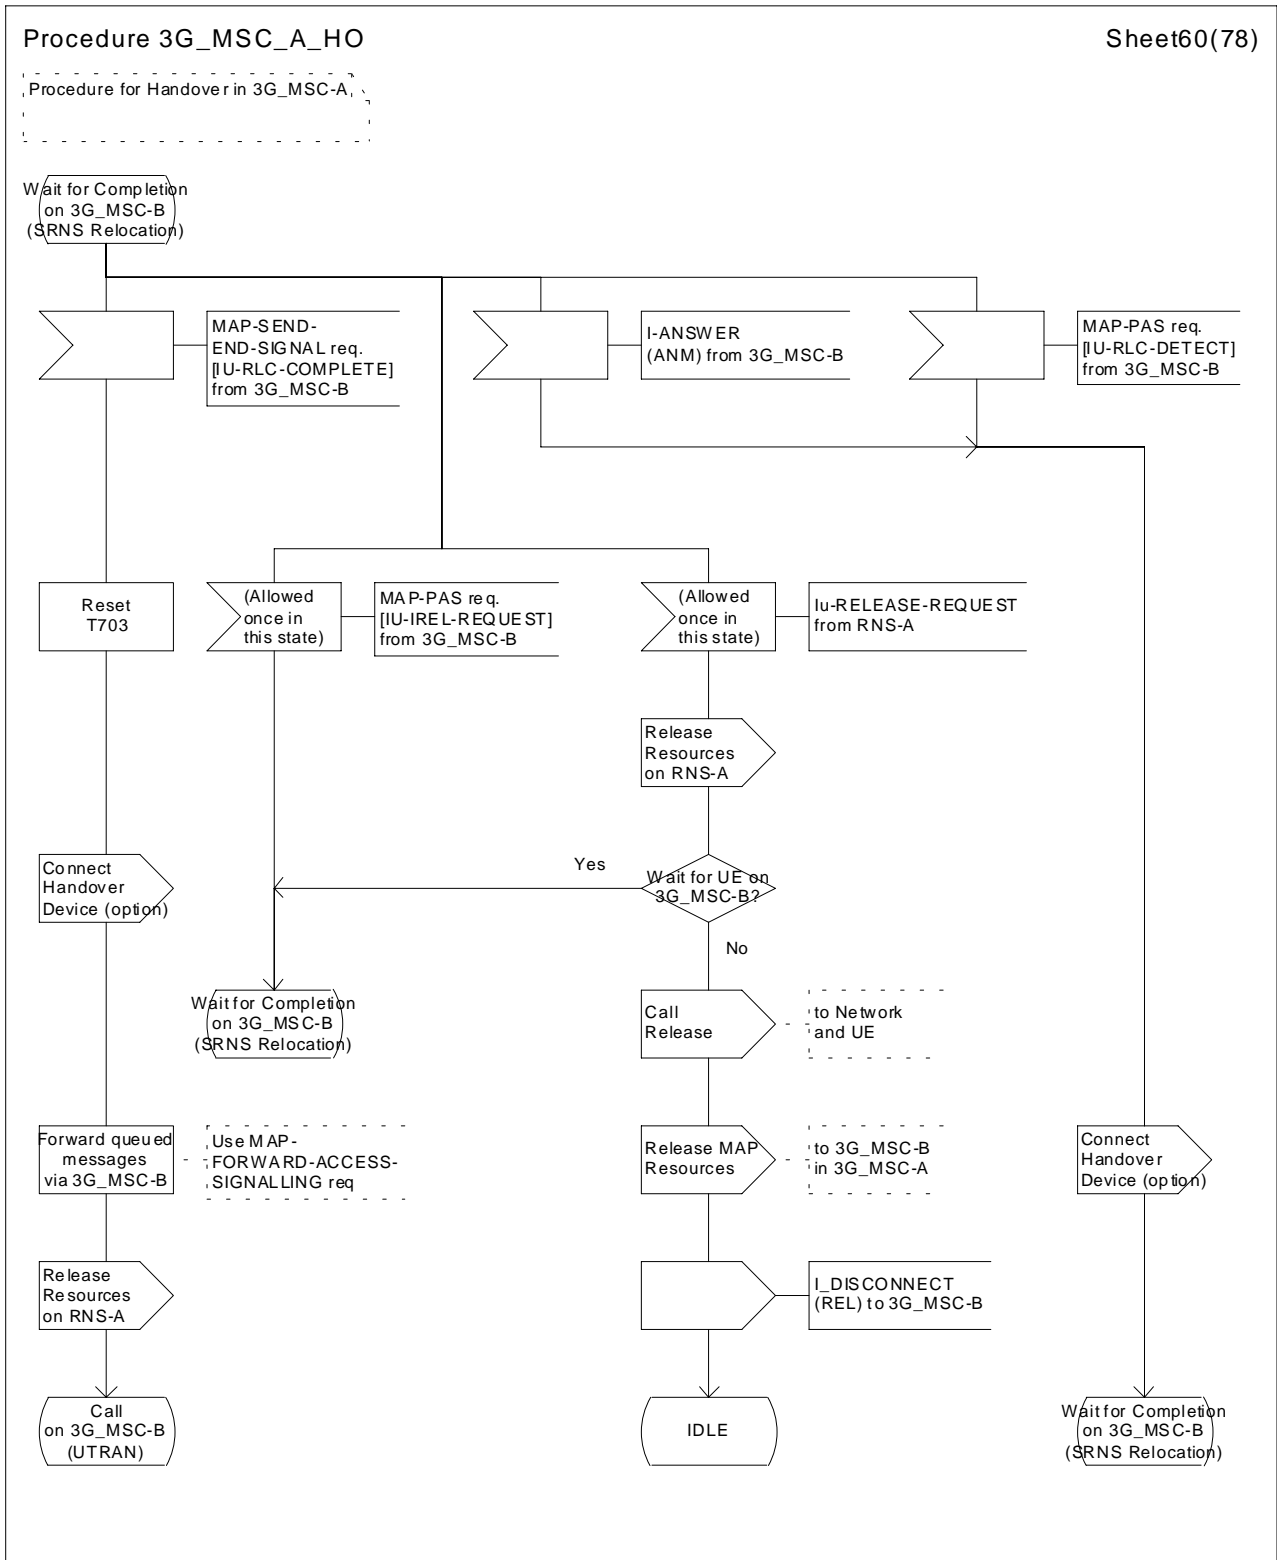 Procedure 3G_MSC_A_HO
Sheet60(78)
Procedure for Handover in 3G_MSC-A
Wait for Completion
on 3G_MSC-B
(SRNS Relocation)
MAP-SEND-
END-SIGNAL req.
[IU-RLC-COMPLETE]
from 3G_MSC-B
I-ANSWER
(ANM) from 3G_MSC-B
MAP-PAS req.
[IU-RLC-DETECT]
from 3G_MSC-B
Reset
T703
(Allowed
once in
this state)
MAP-PAS req.
[IU-IREL-REQUEST]
from 3G_MSC-B
(Allowed
once in
this state)
Iu-RELEASE-REQUEST
from RNS-A
Release
Resources
on RNS-A
Connect
Handover
Device (option)
Yes
Wait for UE on
3G_MSC-B?
No
Wait for Completion
on 3G_MSC-B
(SRNS Relocation)
Call
Release
to Network
and UE
Forward queued
messages
via 3G_MSC-B
Use MAP-
FORWARD-ACCESS-
SIGNALLING req
Release MAP
Resources
to 3G_MSC-B
in 3G_MSC-A
Connect
Handover
Device (option)
Release
Resources
on RNS-A
I_DISCONNECT
(REL) to 3G_MSC-B
Call
on 3G_MSC-B
(UTRAN)
IDLE
Wait for Completion
on 3G_MSC-B
(SRNS Relocation)